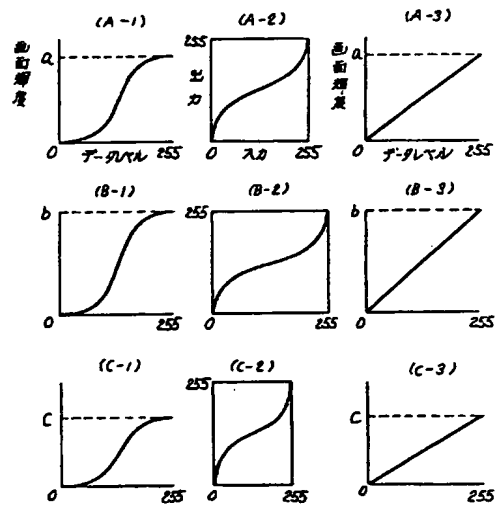 (A-1) (A-2) (A-3)
画面輝度 a 0 データレベル 255
出力 255 0 入力 255
画面輝度 a 0 データレベル 255
(B-1) (B-2) (B-3)
b 0 255
255 0 255
b 0 255
(C-1) (C-2) (C-3)
C 0 255
255 0 255
C 0 255